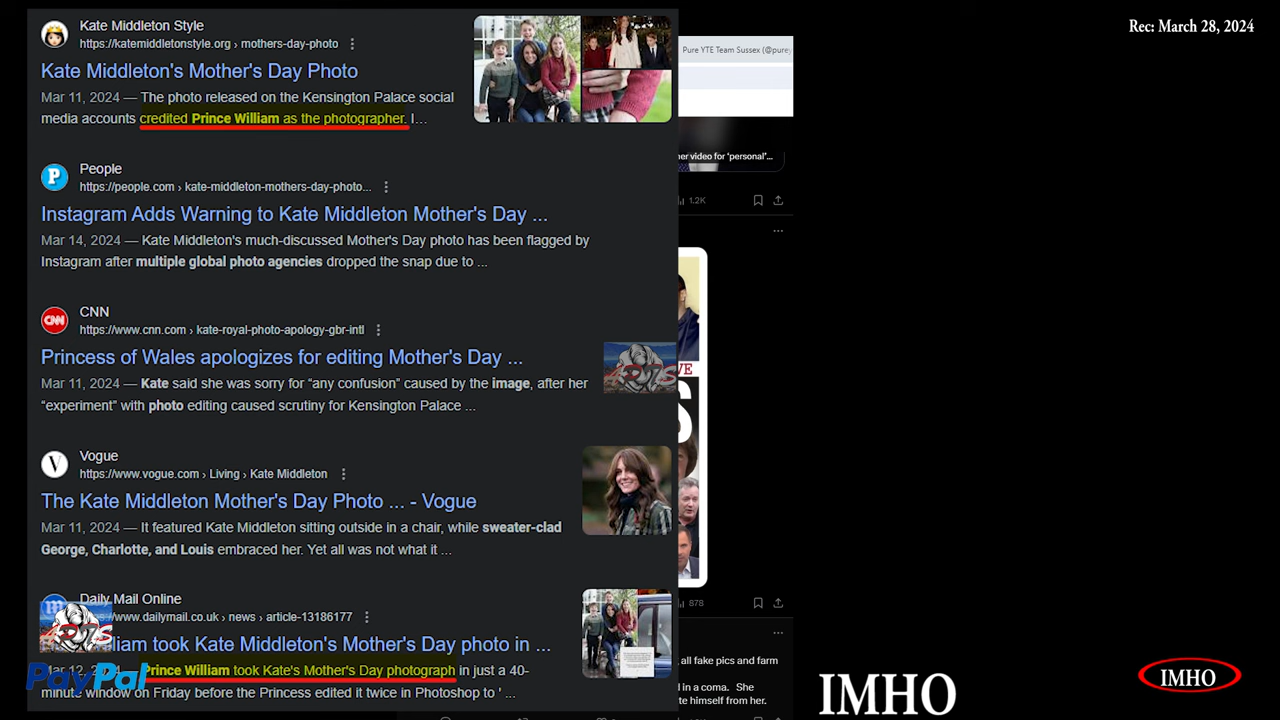 Kate Middleton Style
https://katemiddletonstyle.org › mothers-day-photo
Kate Middleton's Mother's Day Photo
Mar 11, 2024 — The photo released on the Kensington Palace social
media accounts credited Prince William as the photographer. I...
People
https://people.com › kate-middleton-mothers-day-photo...
Instagram Adds Warning to Kate Middleton Mother's Day ...
Mar 14, 2024 — Kate Middleton's much-discussed Mother's Day photo has been flagged by
Instagram after multiple global photo agencies dropped the snap due to ...
CNN
CNN
https://www.cnn.com › kate-royal-photo-apology-gbr-intl
Princess of Wales apologizes for editing Mother's Day ...
Mar 11, 2024 — Kate said she was sorry for “any confusion” caused by the image, after her
“experiment” with photo editing caused scrutiny for Kensington Palace ...
Vogue
https://www.vogue.com › Living › Kate Middleton
The Kate Middleton Mother's Day Photo ... - Vogue
Mar 11, 2024 — It featured Kate Middleton sitting outside in a chair, while sweater-clad
George, Charlotte, and Louis embraced her. Yet all was not what it ...
Daily Mail Online
//www.dailymail.co.uk › news › article-13186177
liam took Kate Middleton's Mother's Day photo in ...
Prince William took Kate's Mother's Day photograph in just a 40-
minute window on Friday before the Princess edited it twice in Photoshop to ' ...
PayPal
Rec: March 28, 2024
Pure YTE Team Sussex (@pure
er video for 'personal'...
1.2K
VE
S
878
all fake pics and farm
in a coma. She
te himself from her.
IMHO
IMHO